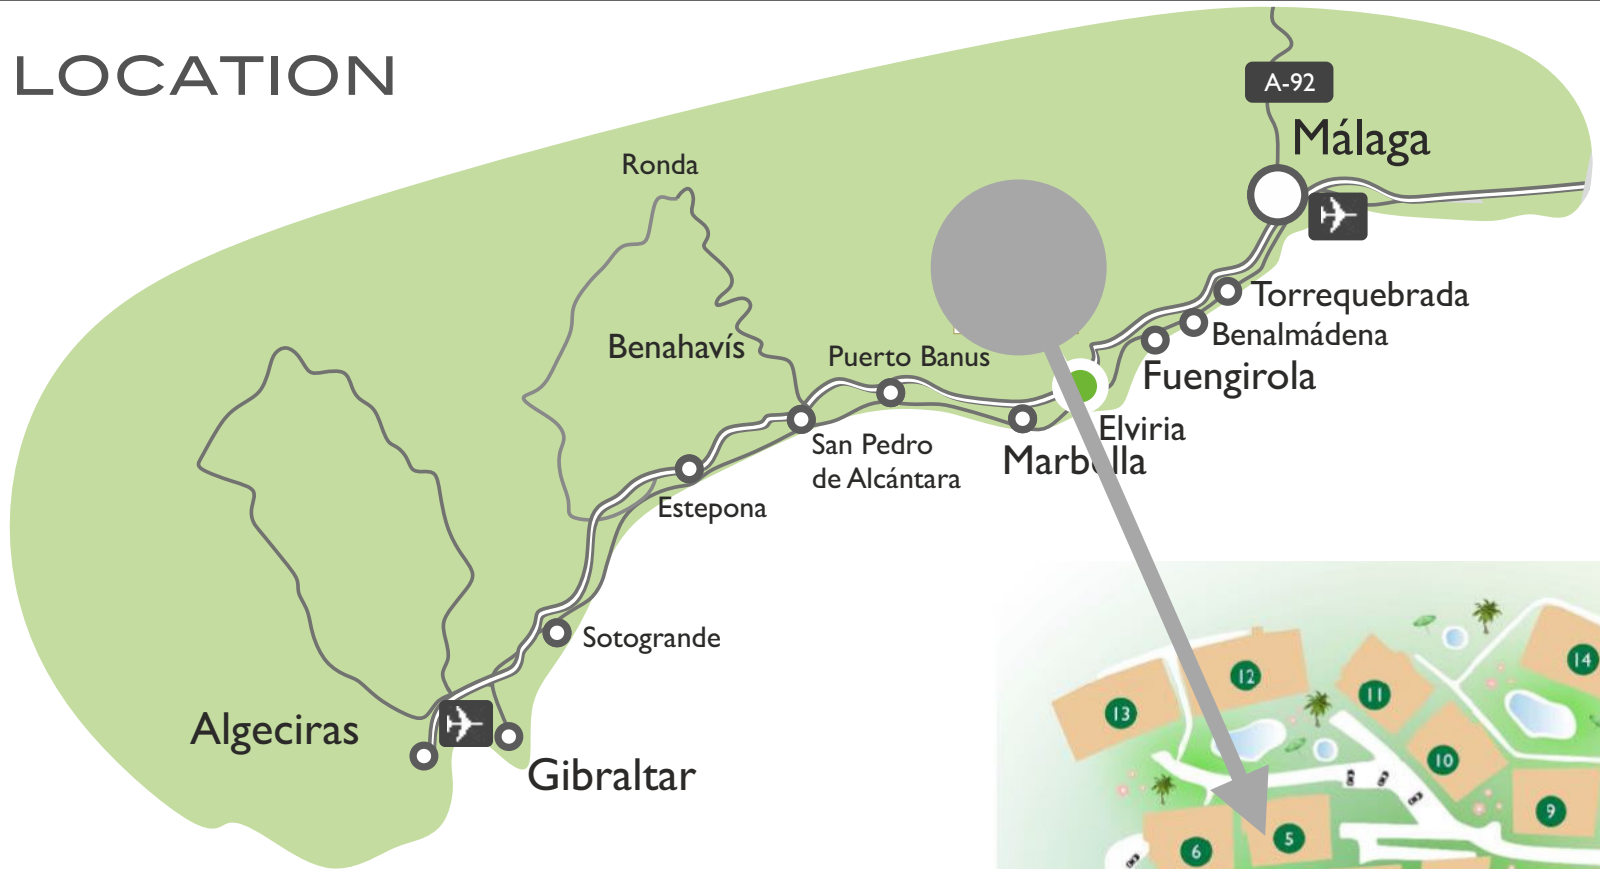 LOCATION
A-92
Málaga
Ronda
Torrequebrada
Benalmádena
Benahavís
Puerto Banus
Fuengirola
Elviria
San Pedro
de Alcántara
Marbella
Estepona
Sotogrande
Algeciras
Gibraltar
14
12
13
11
10
9
5
6